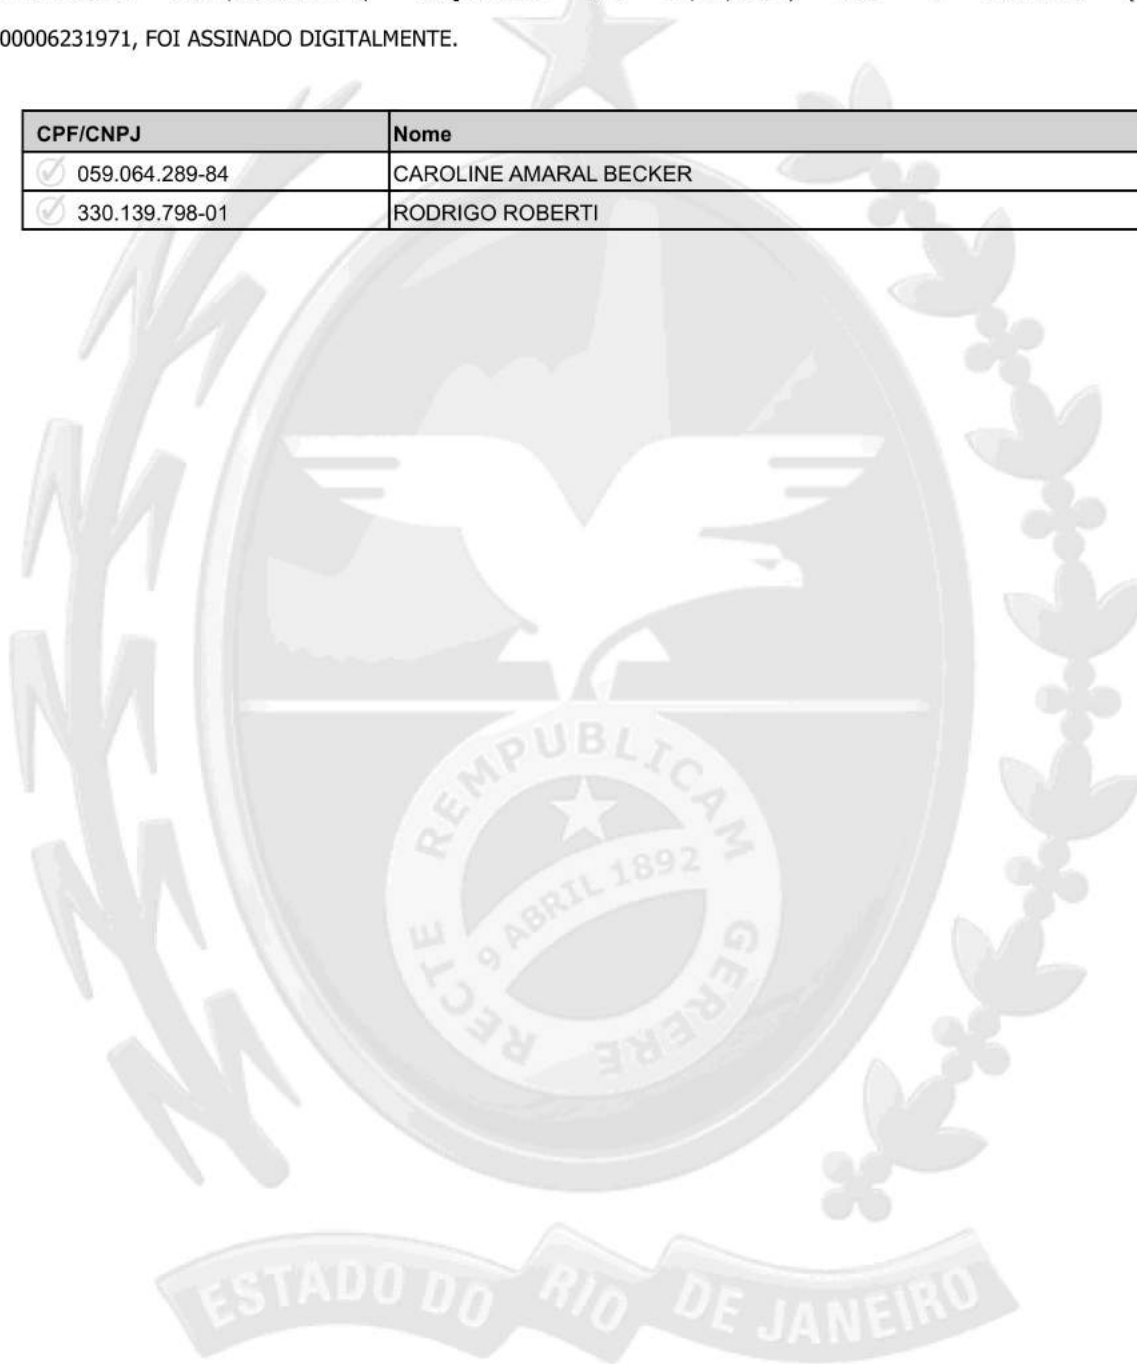 00006231971, FOI ASSINADO DIGITALMENTE.
CPF/CNPJ Nome
059.064.289-84 CAROLINE AMARAL BECKER
330.139.798-01 RODRIGO ROBERTI
RECTE REMPUBLICAM GERERE
9 ABRIL 1892
ESTADO DO RIO DE JANEIRO